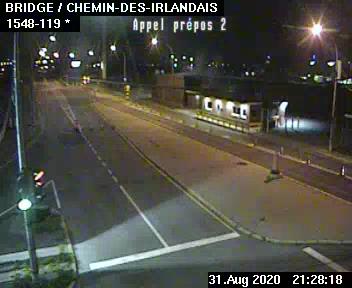 BRIDGE / CHEMIN-DES-IRLANDAIS
1548-119 *
Appel prépos 2
31.Aug 2020 21:28:18